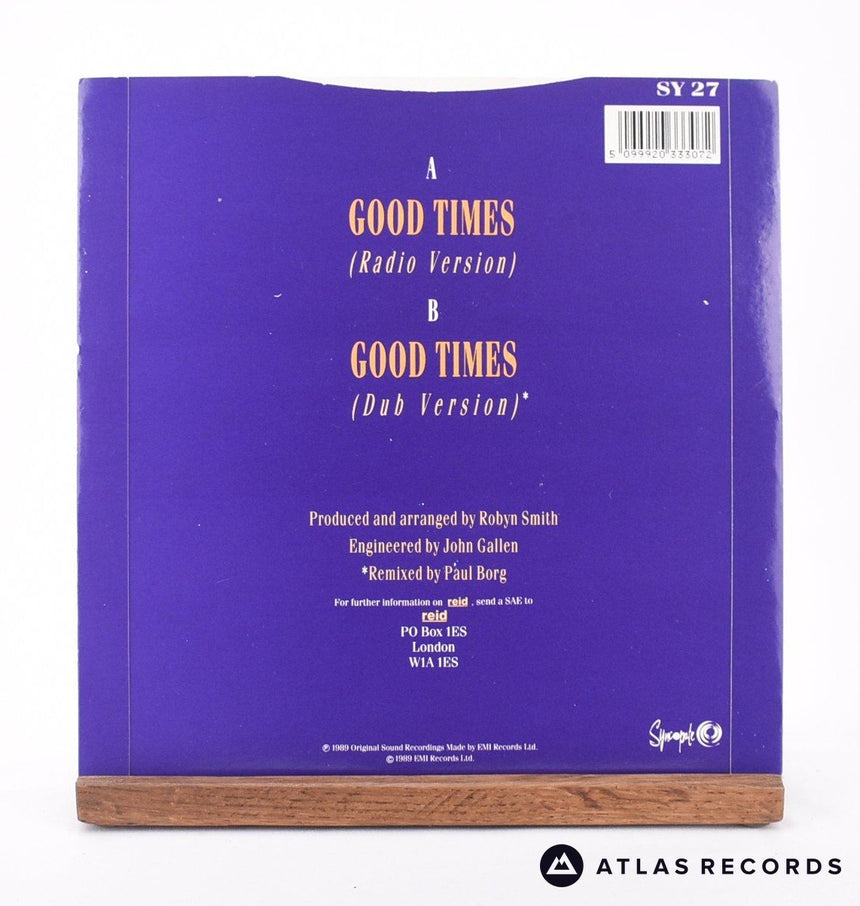 SY 27
5 099920 333072
A
GOOD TIMES
(Radio Version)
B
GOOD TIMES
(Dub Version)*
Produced and arranged by Robyn Smith
Engineered by John Gallen
*Remixed by Paul Borg
For further information on reid , send a SAE to
reid
PO Box 1ES
London
W1A 1ES
Syncopate
℗ 1989 Original Sound Recordings Made by EMI Records Ltd.
© 1989 EMI Records Ltd.
ATLAS RECORDS